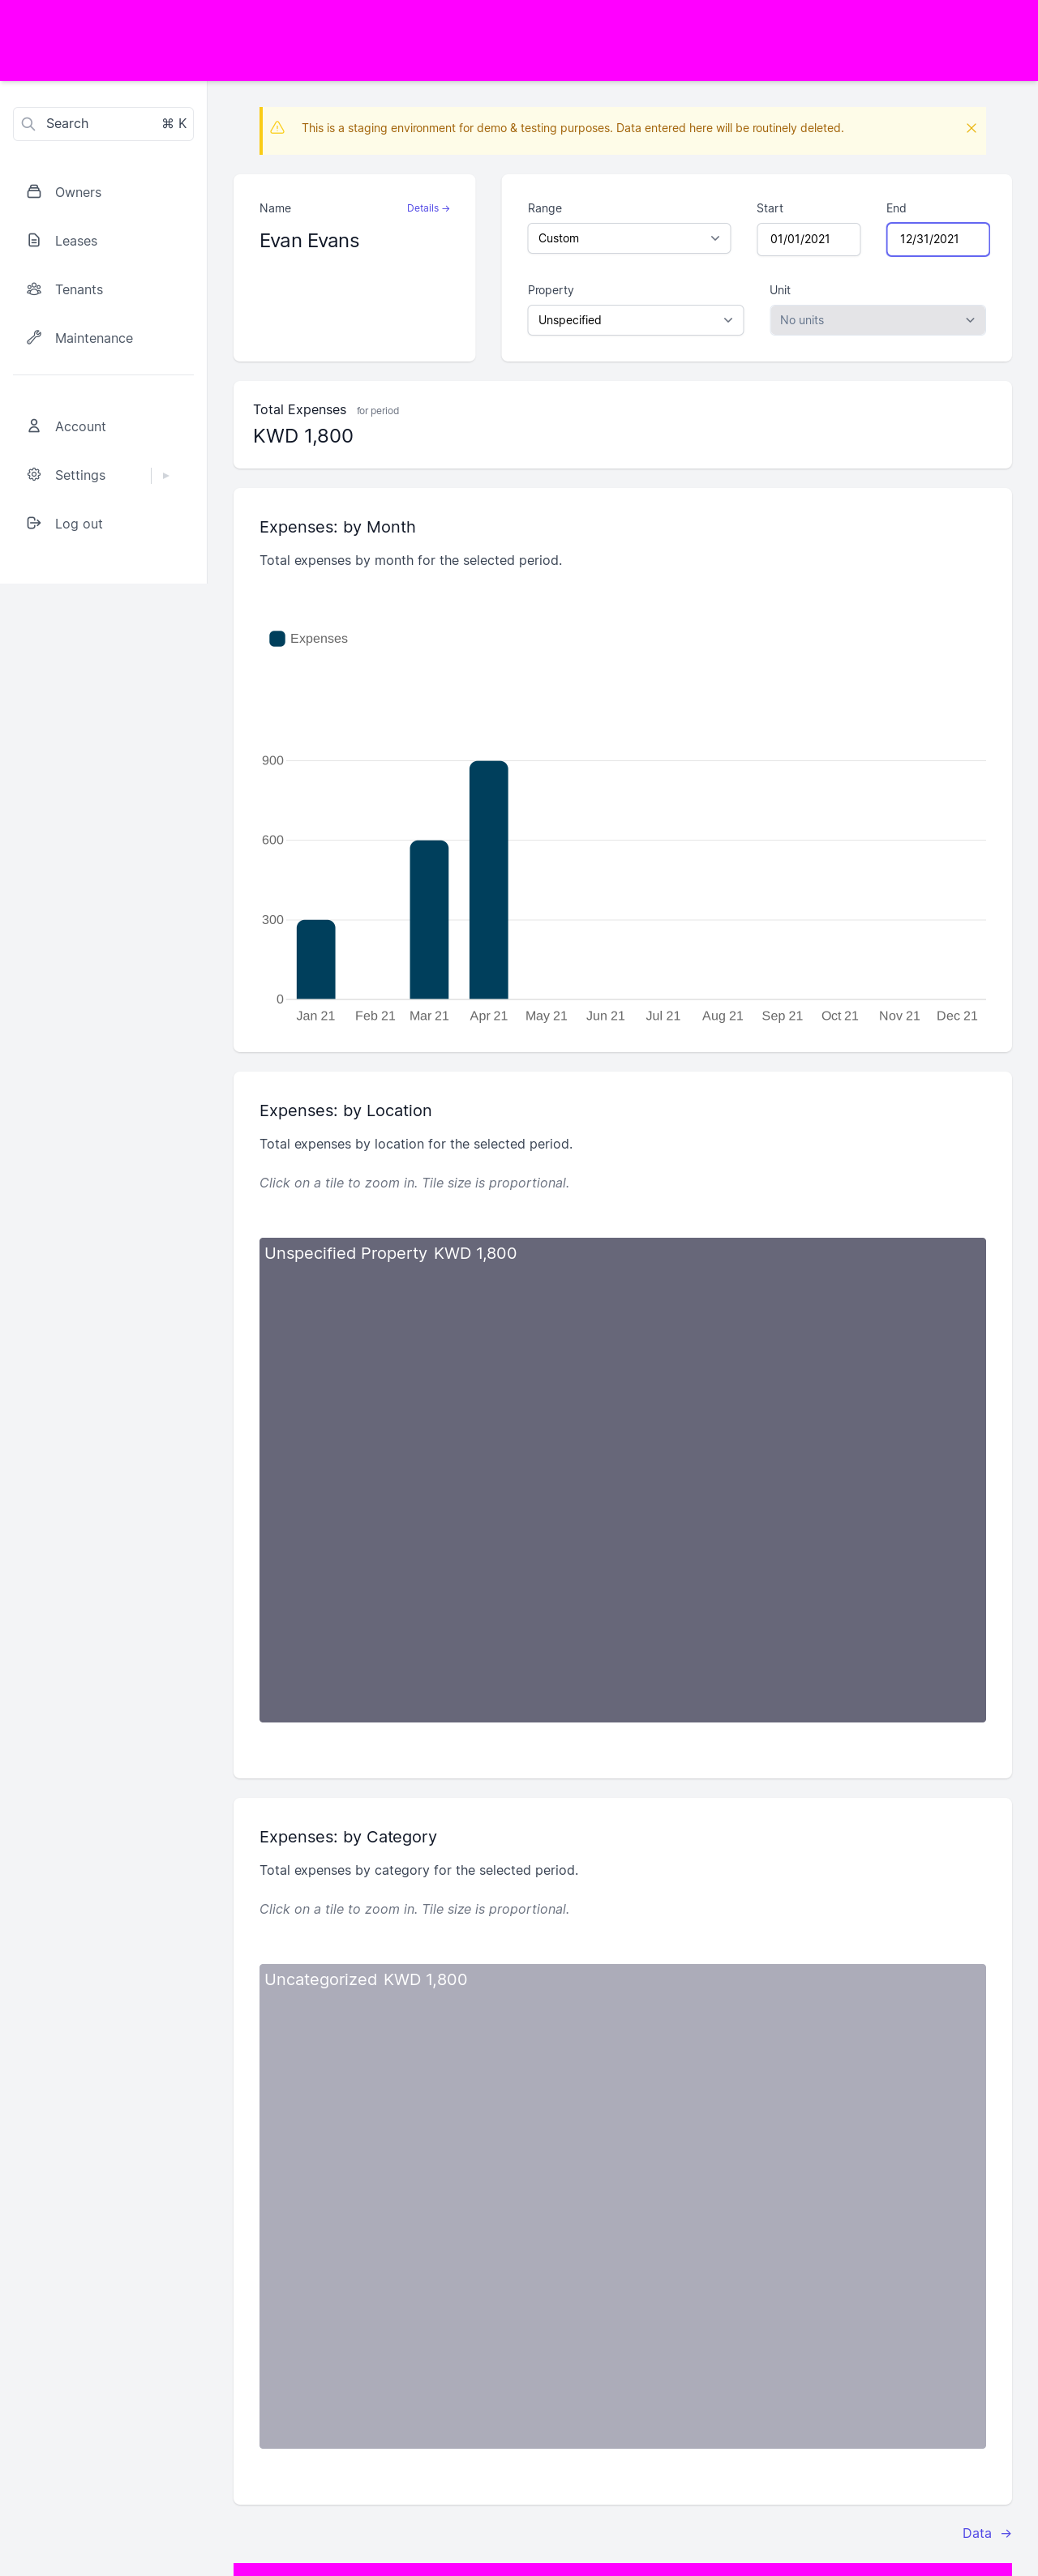 Search ⌘ K
Owners
Leases
Tenants
Maintenance
Account
Settings
Log out
This is a staging environment for demo & testing purposes. Data entered here will be routinely deleted.
Name Details →
Evan Evans
Range Start End
Custom 01/01/2021 12/31/2021
Property Unit
Unspecified No units
Total Expenses for period
KWD 1,800
Expenses: by Month
Total expenses by month for the selected period.
Expenses
900
600
300
0
Jan 21 Feb 21 Mar 21 Apr 21 May 21 Jun 21 Jul 21 Aug 21 Sep 21 Oct 21 Nov 21 Dec 21
Expenses: by Location
Total expenses by location for the selected period.
Click on a tile to zoom in. Tile size is proportional.
Unspecified Property KWD 1,800
Expenses: by Category
Total expenses by category for the selected period.
Click on a tile to zoom in. Tile size is proportional.
Uncategorized KWD 1,800
Data →